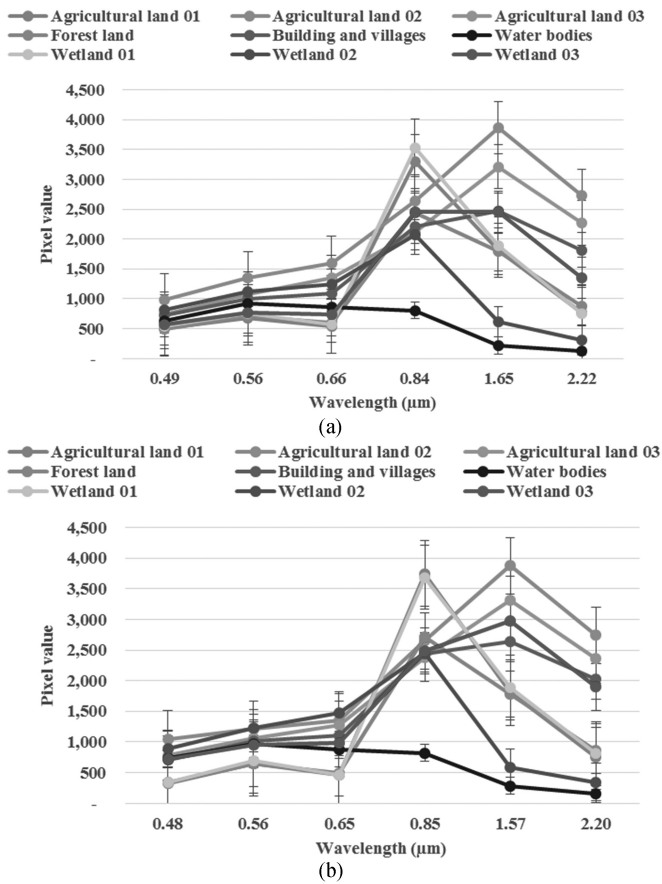 Agricultural land 01 Agricultural land 02 Agricultural land 03
Forest land Building and villages Water bodies
Wetland 01 Wetland 02 Wetland 03
4,500
4,000
3,500
3,000
2,500
2,000
1,500
1,000
500
-
Pixel value
0.49 0.56 0.66 0.84 1.65 2.22
Wavelength (µm)
(a)
Agricultural land 01 Agricultural land 02 Agricultural land 03
Forest land Building and villages Water bodies
Wetland 01 Wetland 02 Wetland 03
4,500
4,000
3,500
3,000
2,500
2,000
1,500
1,000
500
-
Pixel value
0.48 0.56 0.65 0.85 1.57 2.20
Wavelength (µm)
(b)